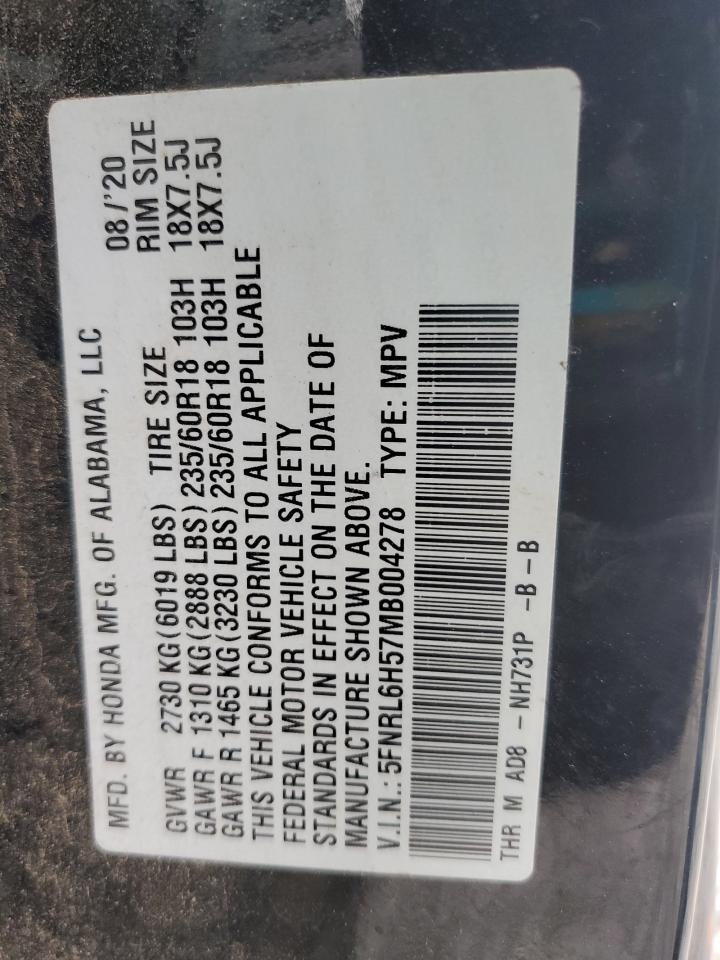 MFD. BY HONDA MFG. OF ALABAMA, LLC 08/'20
GVWR 2730 KG(6019 LBS) TIRE SIZE RIM SIZE
GAWR F 1310 KG(2888 LBS)235/60R18 103H 18X7.5J
GAWR R 1465 KG(3230 LBS)235/60R18 103H 18X7.5J
THIS VEHICLE CONFORMS TO ALL APPLICABLE
FEDERAL MOTOR VEHICLE SAFETY
STANDARDS IN EFFECT ON THE DATE OF
MANUFACTURE SHOWN ABOVE.
V.I.N.: 5FNRL6H57MB004278 TYPE: MPV
THR M AD8 - NH731P -B-B